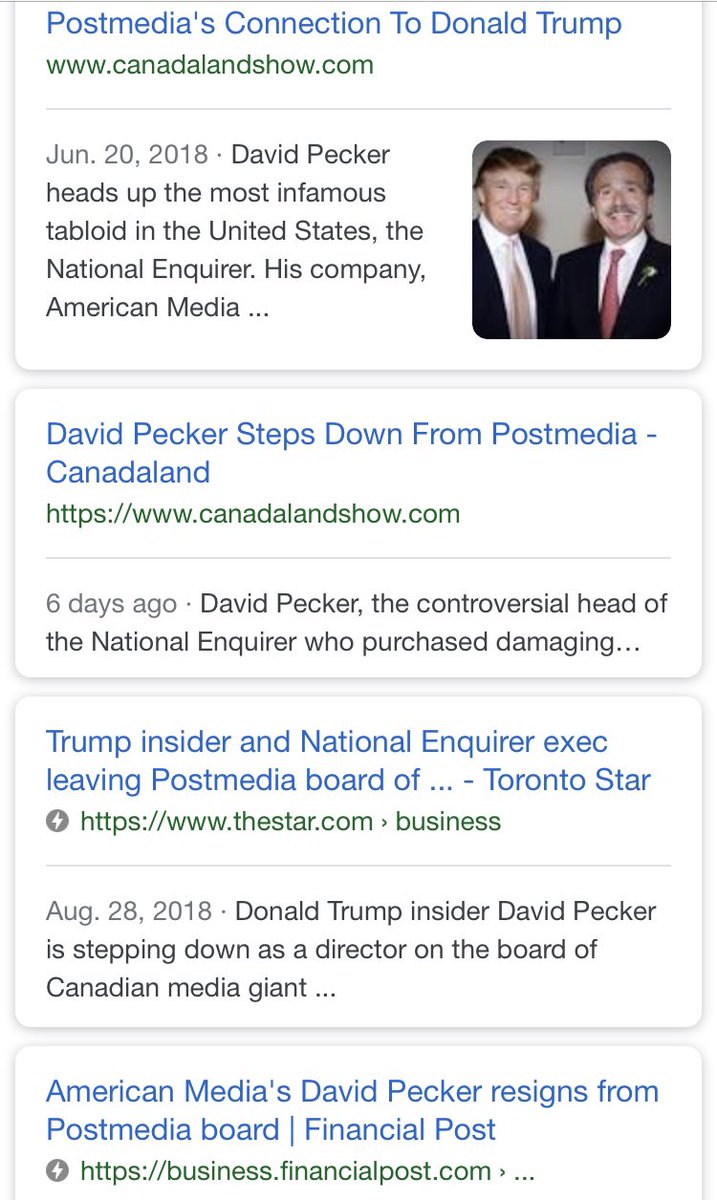 Postmedia's Connection To Donald Trump
www.canadalandshow.com
Jun. 20, 2018 · David Pecker
heads up the most infamous
tabloid in the United States, the
National Enquirer. His company,
American Media ...
David Pecker Steps Down From Postmedia -
Canadaland
https://www.canadalandshow.com
6 days ago · David Pecker, the controversial head of
the National Enquirer who purchased damaging...
Trump insider and National Enquirer exec
leaving Postmedia board of ... - Toronto Star
https://www.thestar.com › business
Aug. 28, 2018 · Donald Trump insider David Pecker
is stepping down as a director on the board of
Canadian media giant ...
American Media's David Pecker resigns from
Postmedia board | Financial Post
https://business.financialpost.com › ...